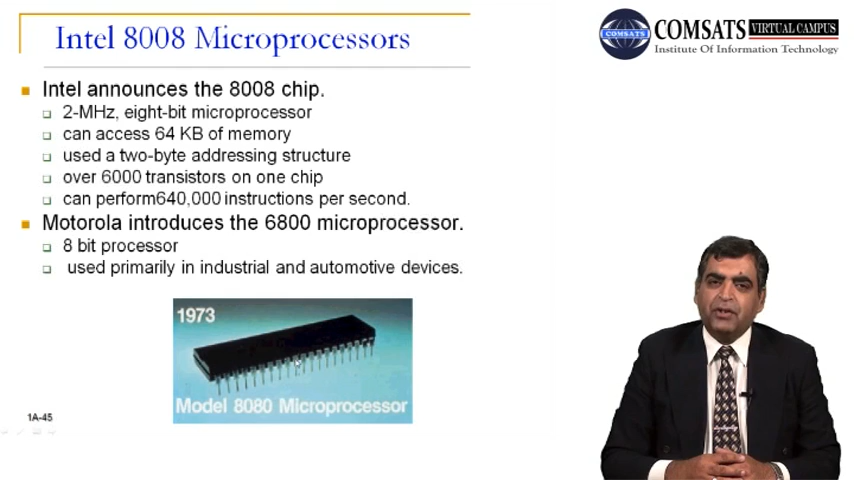 Intel 8008 Microprocessors
COMSATS VIRTUAL CAMPUS
COMSATS
Institute Of Information Technology
Intel announces the 8008 chip.
2-MHz, eight-bit microprocessor
can access 64 KB of memory
used a two-byte addressing structure
over 6000 transistors on one chip
can perform640,000 instructions per second.
Motorola introduces the 6800 microprocessor.
8 bit processor
used primarily in industrial and automotive devices.
1973
Model 8080 Microprocessor
1A-45